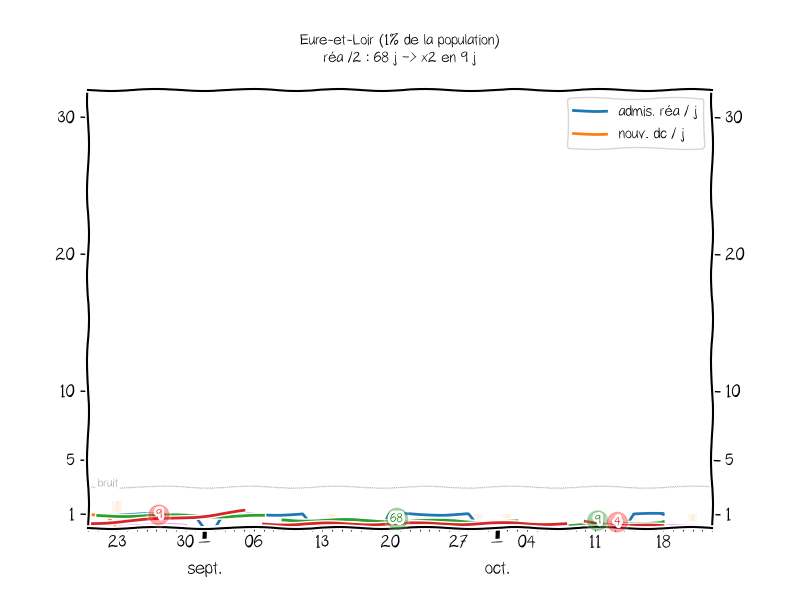 Eure-et-Loir (1% de la population)
réa /2 : 68 j -> x2 en 9 j
admis. réa / j
nouv. dc / j
30 30
20 20
10 10
5 5
bruit
1 1
9 68 9 4
23 30 06 13 20 27 04 11 18
sept. oct.